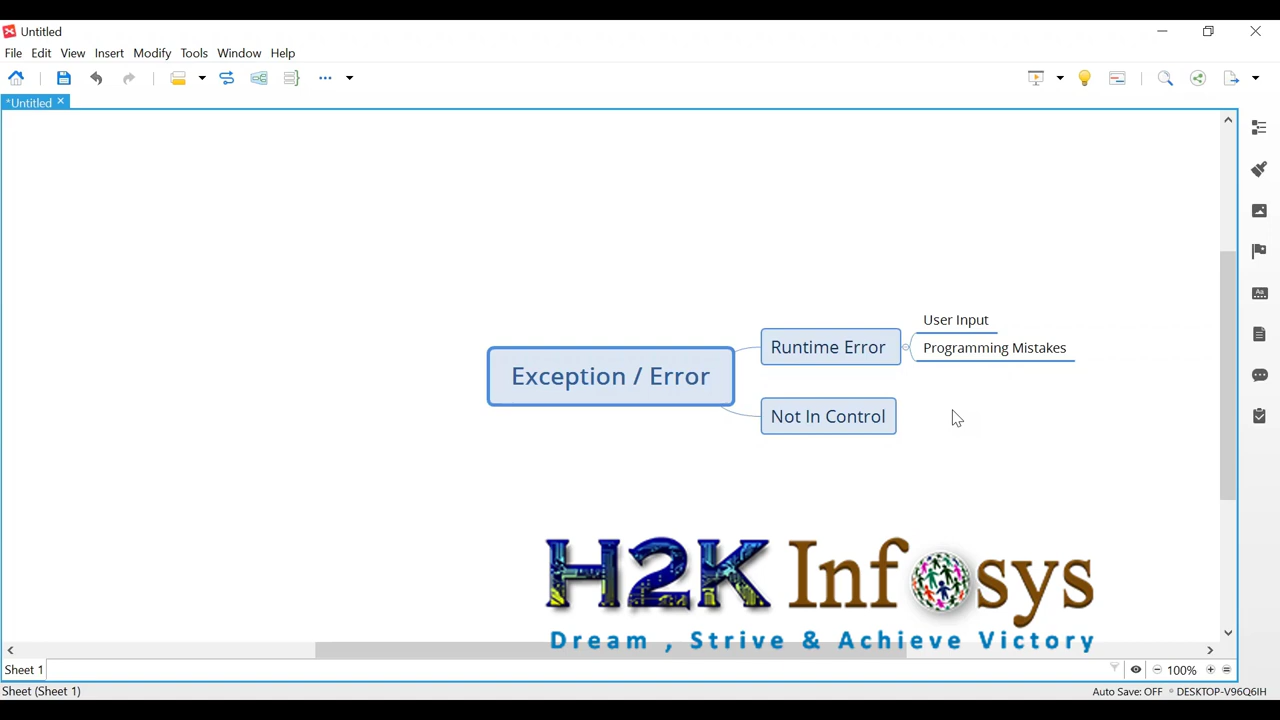 Untitled
File Edit View Insert Modify Tools Window Help
*Untitled
User Input
Runtime Error
Programming Mistakes
Exception / Error
Not In Control
H2K Infosys
Dream , Strive & Achieve Victory
Sheet 1
100%
Sheet (Sheet 1)
Auto Save: OFF DESKTOP-V96Q6IH